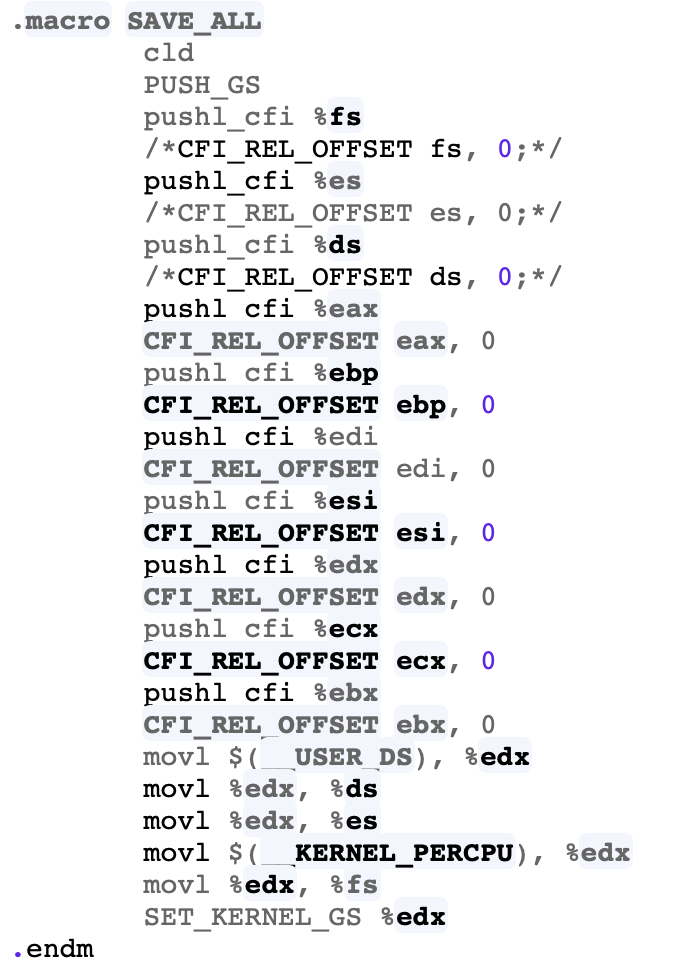 .macro SAVE_ALL
cld
PUSH_GS
pushl_cfi %fs
/*CFI_REL_OFFSET fs, 0;*/
pushl_cfi %es
/*CFI_REL_OFFSET es, 0;*/
pushl_cfi %ds
/*CFI_REL_OFFSET ds, 0;*/
pushl_cfi %eax
CFI_REL_OFFSET eax, 0
pushl_cfi %ebp
CFI_REL_OFFSET ebp, 0
pushl_cfi %edi
CFI_REL_OFFSET edi, 0
pushl_cfi %esi
CFI_REL_OFFSET esi, 0
pushl_cfi %edx
CFI_REL_OFFSET edx, 0
pushl_cfi %ecx
CFI_REL_OFFSET ecx, 0
pushl_cfi %ebx
CFI_REL_OFFSET ebx, 0
movl $(__USER_DS), %edx
movl %edx, %ds
movl %edx, %es
movl $(__KERNEL_PERCPU), %edx
movl %edx, %fs
SET_KERNEL_GS %edx
.endm